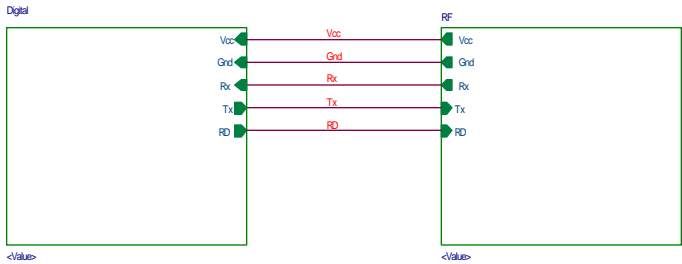 Digital
RF
Vcc Vcc Vcc
Gnd Gnd Gnd
Rx Rx Rx
Tx Tx Tx
RD RD RD
<Value> <Value>